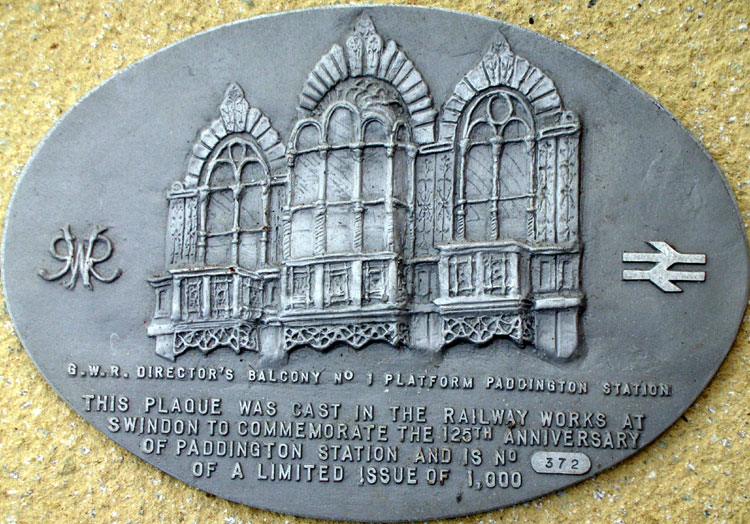 GWR
G.W.R. DIRECTOR'S BALCONY NO 1 PLATFORM PADDINGTON STATION
THIS PLAQUE WAS CAST IN THE RAILWAY WORKS AT
SWINDON TO COMMEMORATE THE 125TH ANNIVERSARY
OF PADDINGTON STATION AND IS NO 372
OF A LIMITED ISSUE OF 1,000